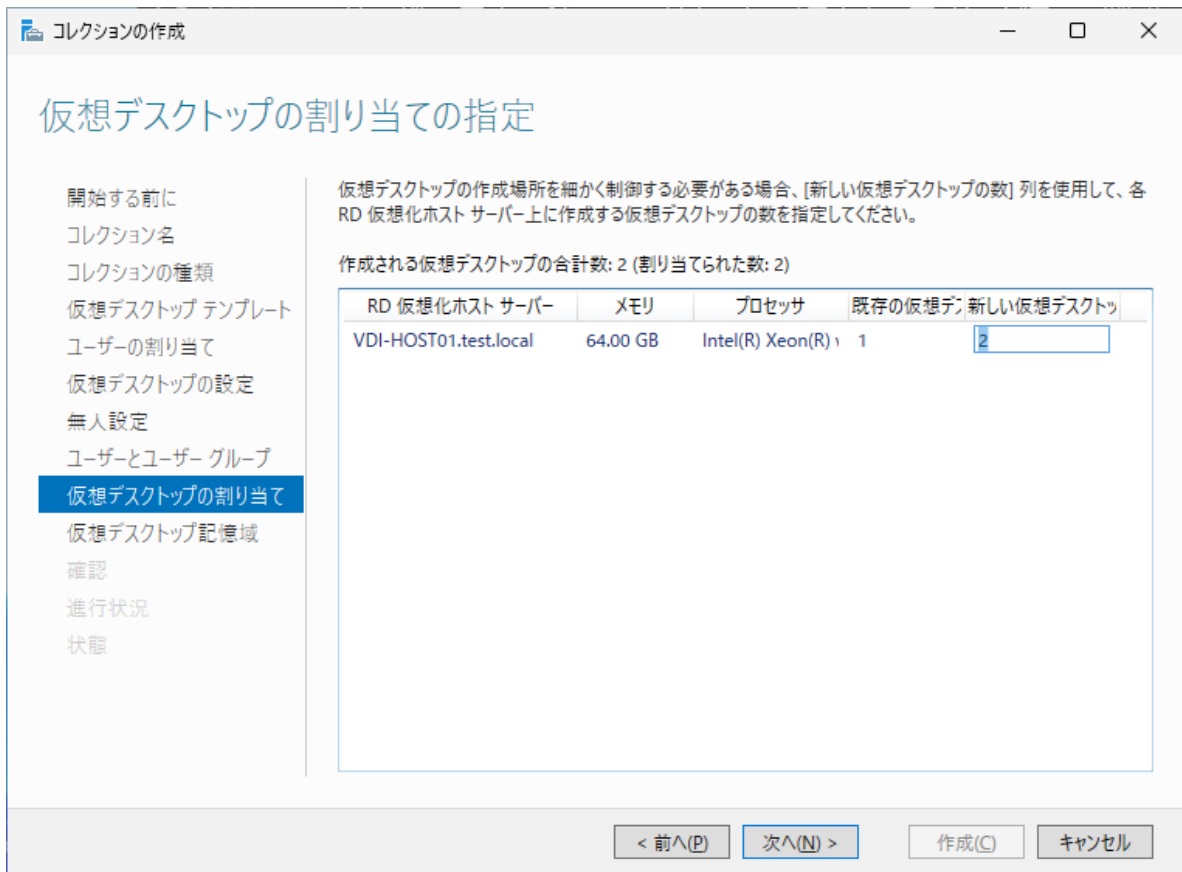 コレクションの作成
仮想デスクトップの割り当ての指定
開始する前に
コレクション名
コレクションの種類
仮想デスクトップ テンプレート
ユーザーの割り当て
仮想デスクトップの設定
無人設定
ユーザーとユーザー グループ
仮想デスクトップの割り当て
仮想デスクトップ記憶域
確認
進行状況
状態
仮想デスクトップの作成場所を細かく制御する必要がある場合、[新しい仮想デスクトップの数] 列を使用して、各
RD 仮想化ホスト サーバー上に作成する仮想デスクトップの数を指定してください。
作成される仮想デスクトップの合計数: 2 (割り当てられた数: 2)
RD 仮想化ホスト サーバー メモリ プロセッサ 既存の仮想デ 新しい仮想デスクトッ
VDI-HOST01.test.local 64.00 GB Intel(R) Xeon(R) 1 2
< 前へ(P) 次へ(N) > 作成(C) キャンセル